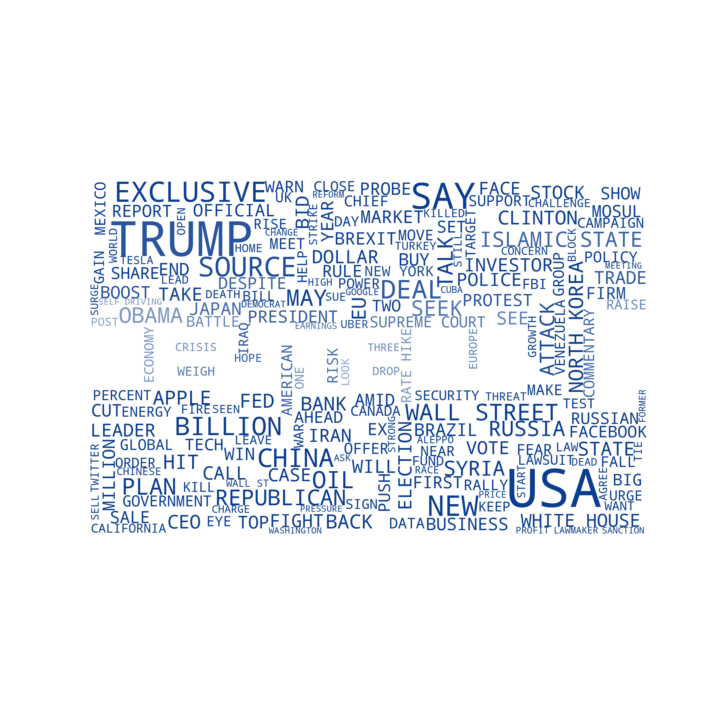 MEXICO
EXCLUSIVE
WARN
CLOSE
PROBE
SAY
FACE
STOCK
SHOW
UK
REFORM
CHIEF
SUPPORT
CHALLENGE
REPORT
OFFICIAL
OPEN
BID
STRIKE
YEAR
DAY
MARKET
KILLED
CLINTON
MOSUL
CAMPAIGN
WORLD
TRUMP
RISE
CHANGE
HOME
MEET
BREXIT
MOVE
TURKEY
SET
STILL
TARGET
ISLAMIC STATE
CONCERN
BLOCK
GAIN
TESLA
SHARE
END
SOURCE
HELP
DOLLAR
RULE
NEW YORK
BUY
TALK
INVESTOR
GROUP
POLICY
MEETING
LEAD
DESPITE
HIGH
POWER
DEAL
POLICE
FBI
TRADE
SURGE
BOOST
TAKE
DEATH
BILL
MAY
SUE
GOOGLE
CUBA
PROTEST
FIRM
SELF DRIVING
DEMOCRAT
EU
TWO
SEEK
RAISE
POST
OBAMA
JAPAN
BATTLE
PRESIDENT
EARNINGS
UBER
SUPREME COURT
SEE
ATTACK
VENEZUELA
NORTH KOREA
COMMENTARY
ECONOMY
CRISIS
IRAQ
HOPE
WEIGH
AMERICAN
ONE
RISK
LOOK
THREE
DROP
RATE HIKE
EUROPE
GROWTH
PERCENT
APPLE
FED
BANK
AMID
SECURITY
THREAT
MAKE
TEST
FORMER
CUT
ENERGY
FIRE
SEEN
AHEAD
CANADA
WALL STREET
RUSSIAN
LEADER
BILLION
WAR
IRAN
EX
STRONG
BRAZIL
RUSSIA
FACEBOOK
GLOBAL
TECH
LEAVE
WIN
OFFER
ALEPPO
NEAR
VOTE
FEAR
LAW
STATE
TIE
TWITTER
MILLION
ORDER
CHINESE
HIT
CALL
CHINA
CASE
ASK
WILL
ELECTION
FUND
RACE
SYRIA
LAWSUIT
DEAD
FALL
PLAN
KILL
WALL ST
OIL
PUSH
FIRST
RALLY
START
USA
AGREE
BIG
URGE
SELL
GOVERNMENT
REPUBLICAN
SIGN
NEW
PRICE
KEEP
WANT
CHARGE
PRESSURE
SALE
CEO
EYE
TOP
FIGHT
BACK
DATA
BUSINESS
WHITE HOUSE
CALIFORNIA
WASHINGTON
PROFIT
LAWMAKER
SANCTION